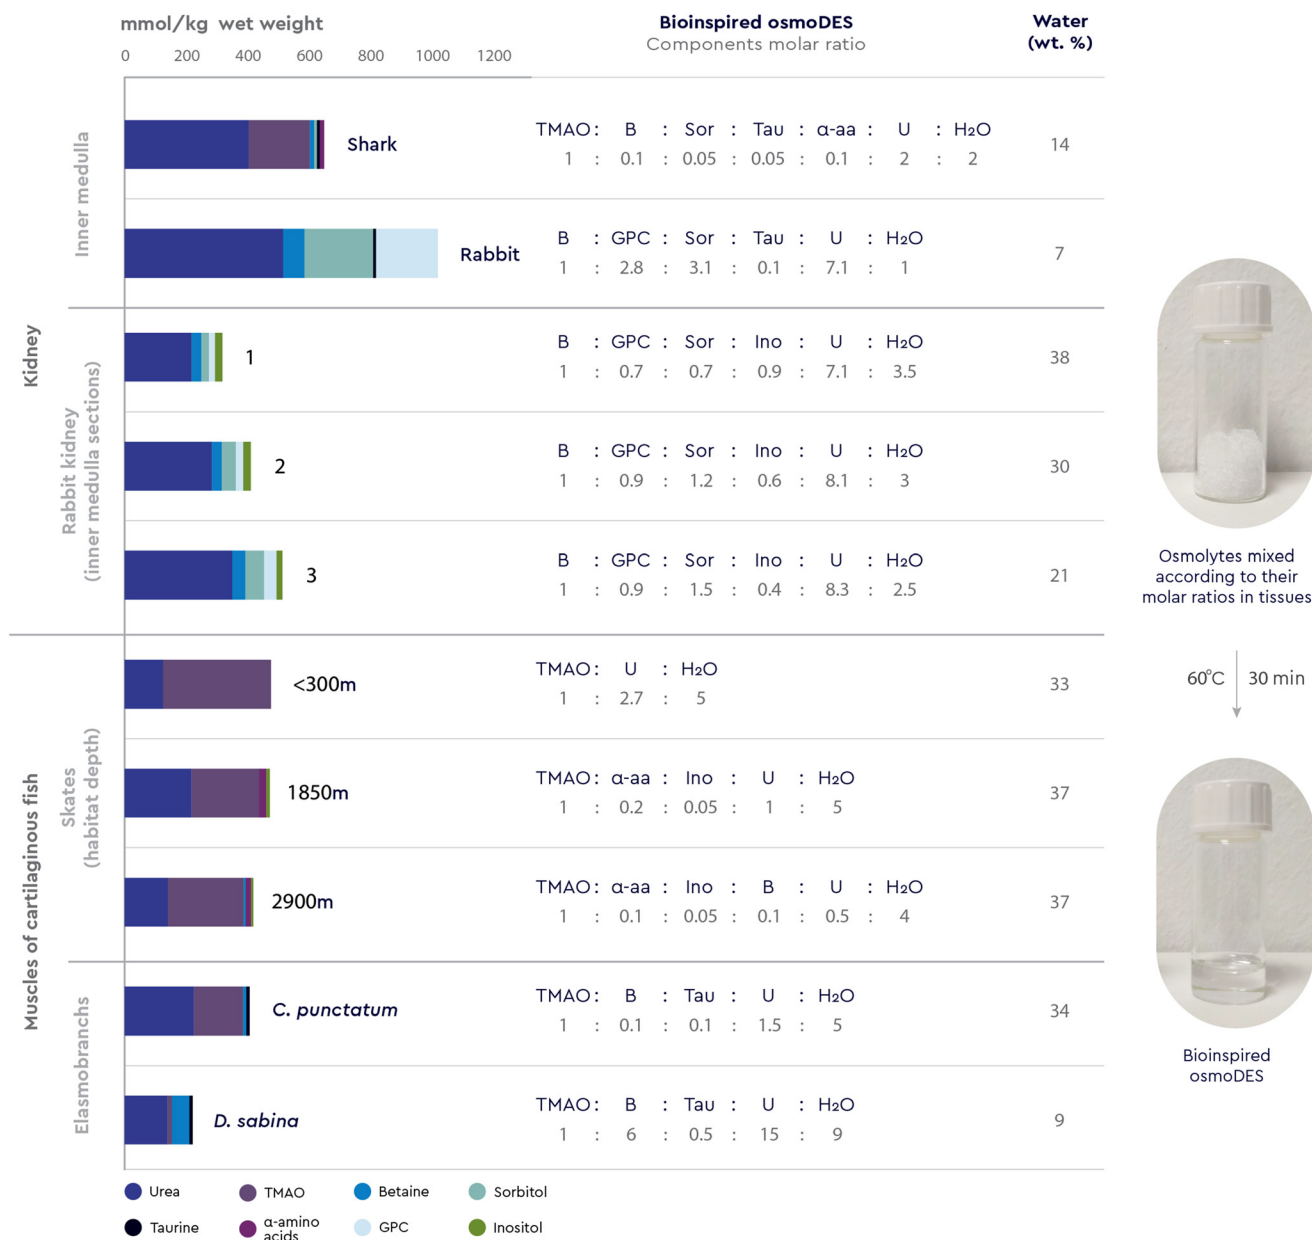 mmol/kg wet weight
0 200 400 600 800 1000 1200
Bioinspired osmoDES
Components molar ratio
Water
(wt. %)
Kidney
Inner medulla
Shark
TMAO : B : Sor : Tau : α-aa : U : H₂O
1 : 0.1 : 0.05 : 0.05 : 0.1 : 2 : 2
14
Rabbit
B : GPC : Sor : Tau : U : H₂O
1 : 2.8 : 3.1 : 0.1 : 7.1 : 1
7
Rabbit kidney
(inner medulla sections)
1
B : GPC : Sor : Ino : U : H₂O
1 : 0.7 : 0.7 : 0.9 : 7.1 : 3.5
38
2
B : GPC : Sor : Ino : U : H₂O
1 : 0.9 : 1.2 : 0.6 : 8.1 : 3
30
3
B : GPC : Sor : Ino : U : H₂O
1 : 0.9 : 1.5 : 0.4 : 8.3 : 2.5
21
Muscles of cartilaginous fish
Skates
(habitat depth)
<300m
TMAO : U : H₂O
1 : 2.7 : 5
33
1850m
TMAO : α-aa : Ino : U : H₂O
1 : 0.2 : 0.05 : 1 : 5
37
2900m
TMAO : α-aa : Ino : B : U : H₂O
1 : 0.1 : 0.05 : 0.1 : 0.5 : 4
37
Elasmobranchs
C. punctatum
TMAO : B : Tau : U : H₂O
1 : 0.1 : 0.1 : 1.5 : 5
34
D. sabina
TMAO : B : Tau : U : H₂O
1 : 6 : 0.5 : 15 : 9
9
Urea TMAO Betaine Sorbitol
Taurine α-amino acids GPC Inositol
Osmolytes mixed
according to their
molar ratios in tissues
60°C 30 min
Bioinspired
osmoDES